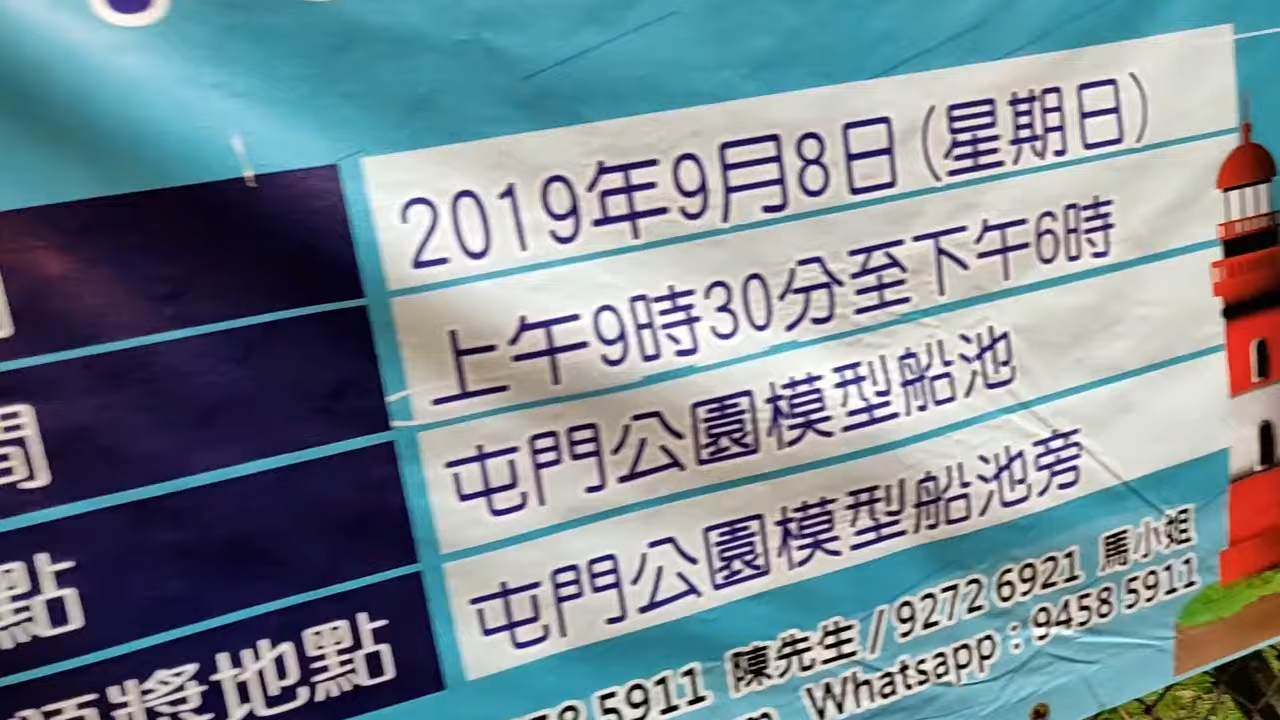 2019年9月8日(星期日)
間 上午9時30分至下午6時
點 屯門公園模型船池
頒獎地點 屯門公園模型船池旁
8 5911 陳先生 / 9272 6921 馬小姐
Whatsapp : 9458 5911